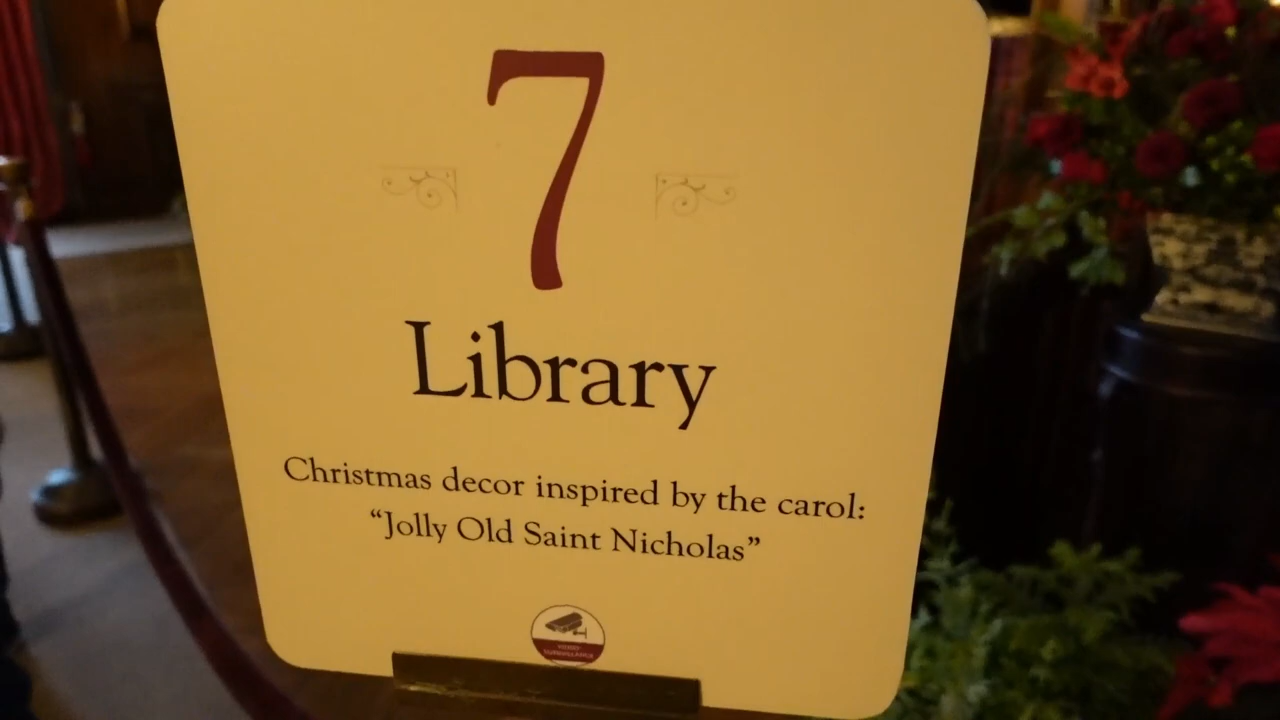 7
Library
Christmas decor inspired by the carol:
“Jolly Old Saint Nicholas”